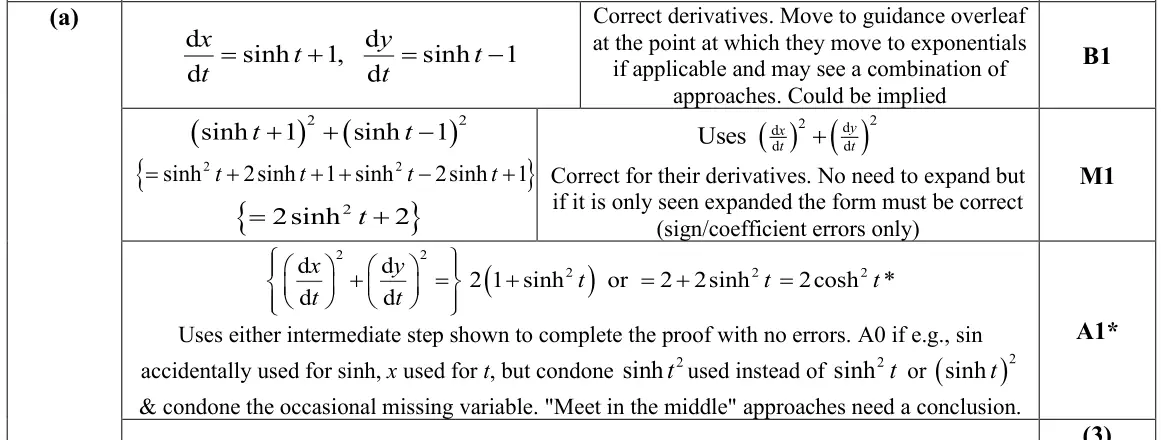 (a)
dx/dt = sinh t + 1, dy/dt = sinh t − 1
Correct derivatives. Move to guidance overleaf
at the point at which they move to exponentials
if applicable and may see a combination of
approaches. Could be implied
B1
(sinh t + 1)² + (sinh t − 1)²
{= sinh² t + 2 sinh t + 1 + sinh² t − 2 sinh t + 1}
{= 2 sinh² t + 2}
Uses (dx/dt)² + (dy/dt)²
Correct for their derivatives. No need to expand but
if it is only seen expanded the form must be correct
(sign/coefficient errors only)
M1
{(dx/dt)² + (dy/dt)² =} 2(1 + sinh² t) or = 2 + 2 sinh² t = 2 cosh² t *
Uses either intermediate step shown to complete the proof with no errors. A0 if e.g., sin
accidentally used for sinh, x used for t, but condone sinh t² used instead of sinh² t or (sinh t)²
& condone the occasional missing variable. "Meet in the middle" approaches need a conclusion.
A1*
(3)